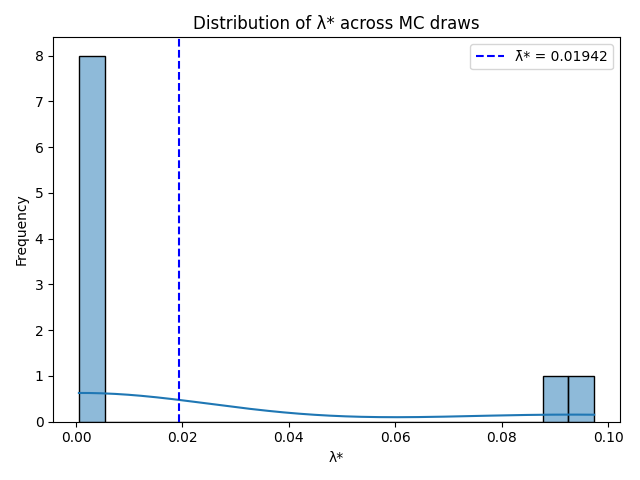 Distribution of λ* across MC draws
λ̄* = 0.01942
8
7
6
5
4
3
2
1
0
Frequency
0.00 0.02 0.04 0.06 0.08 0.10
λ*